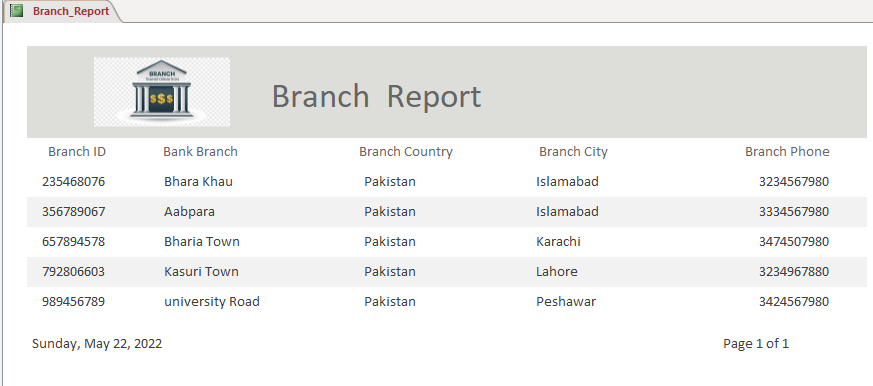 Branch_Report
BRANCH
$$$
Branch Report
Branch ID Bank Branch Branch Country Branch City Branch Phone
235468076 Bhara Khau Pakistan Islamabad 3234567980
356789067 Aabpara Pakistan Islamabad 3334567980
657894578 Bharia Town Pakistan Karachi 3474507980
792806603 Kasuri Town Pakistan Lahore 3234967880
989456789 university Road Pakistan Peshawar 3424567980
Sunday, May 22, 2022 Page 1 of 1